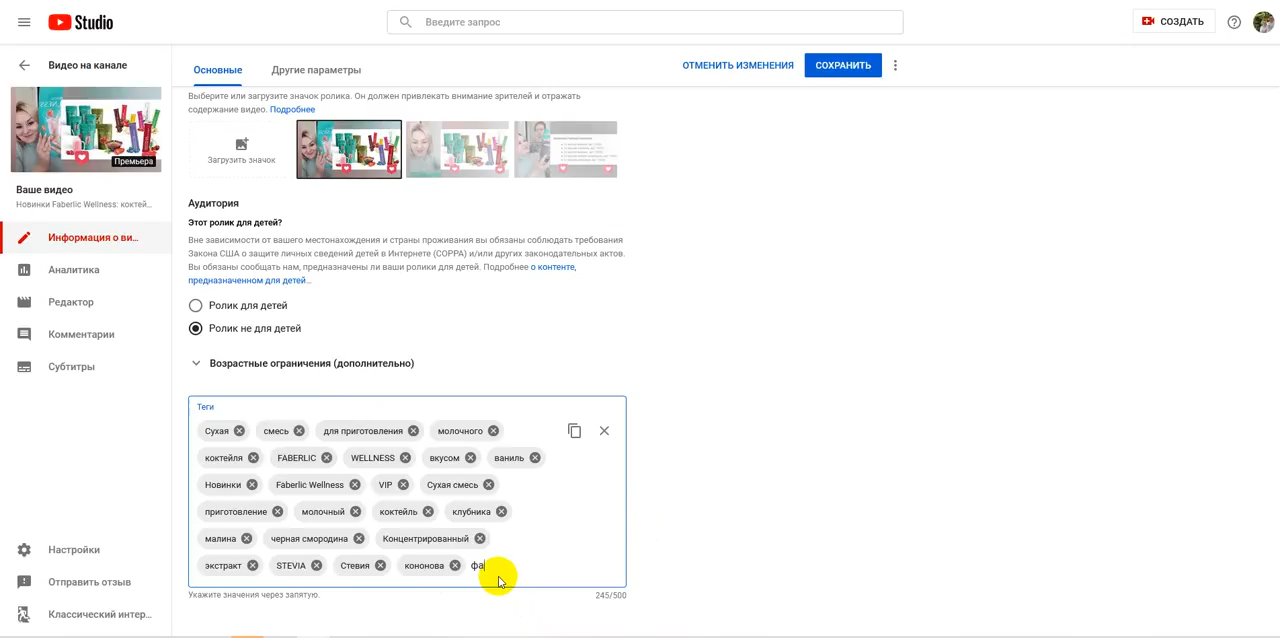 Studio
Введите запрос
СОЗДАТЬ
Видео на канале
Премьера
Ваше видео
Новинки Faberlic Wellness: коктей...
Информация о ви...
Аналитика
Редактор
Комментарии
Субтитры
Настройки
Отправить отзыв
Классический интер...
Основные
Другие параметры
ОТМЕНИТЬ ИЗМЕНЕНИЯ
СОХРАНИТЬ
Выберите или загрузите значок ролика. Он должен привлекать внимание зрителей и отражать
содержание видео. Подробнее
Загрузить значок
Аудитория
Этот ролик для детей?
Вне зависимости от вашего местонахождения и страны проживания вы обязаны соблюдать требования
Закона США о защите личных сведений детей в Интернете (COPPA) и/или других законодательных актов.
Вы обязаны сообщать нам, предназначены ли ваши ролики для детей. Подробнее о контенте,
предназначенном для детей...
Ролик для детей
Ролик не для детей
Возрастные ограничения (дополнительно)
Теги
Сухая смесь для приготовления молочного
коктейля FABERLIC WELLNESS вкусом ваниль
Новинки Faberlic Wellness VIP Сухая смесь
приготовление молочный коктейль клубника
малина черная смородина Концентрированный
экстракт STEVIA Стевия кононова фа
Укажите значения через запятую.
245/500